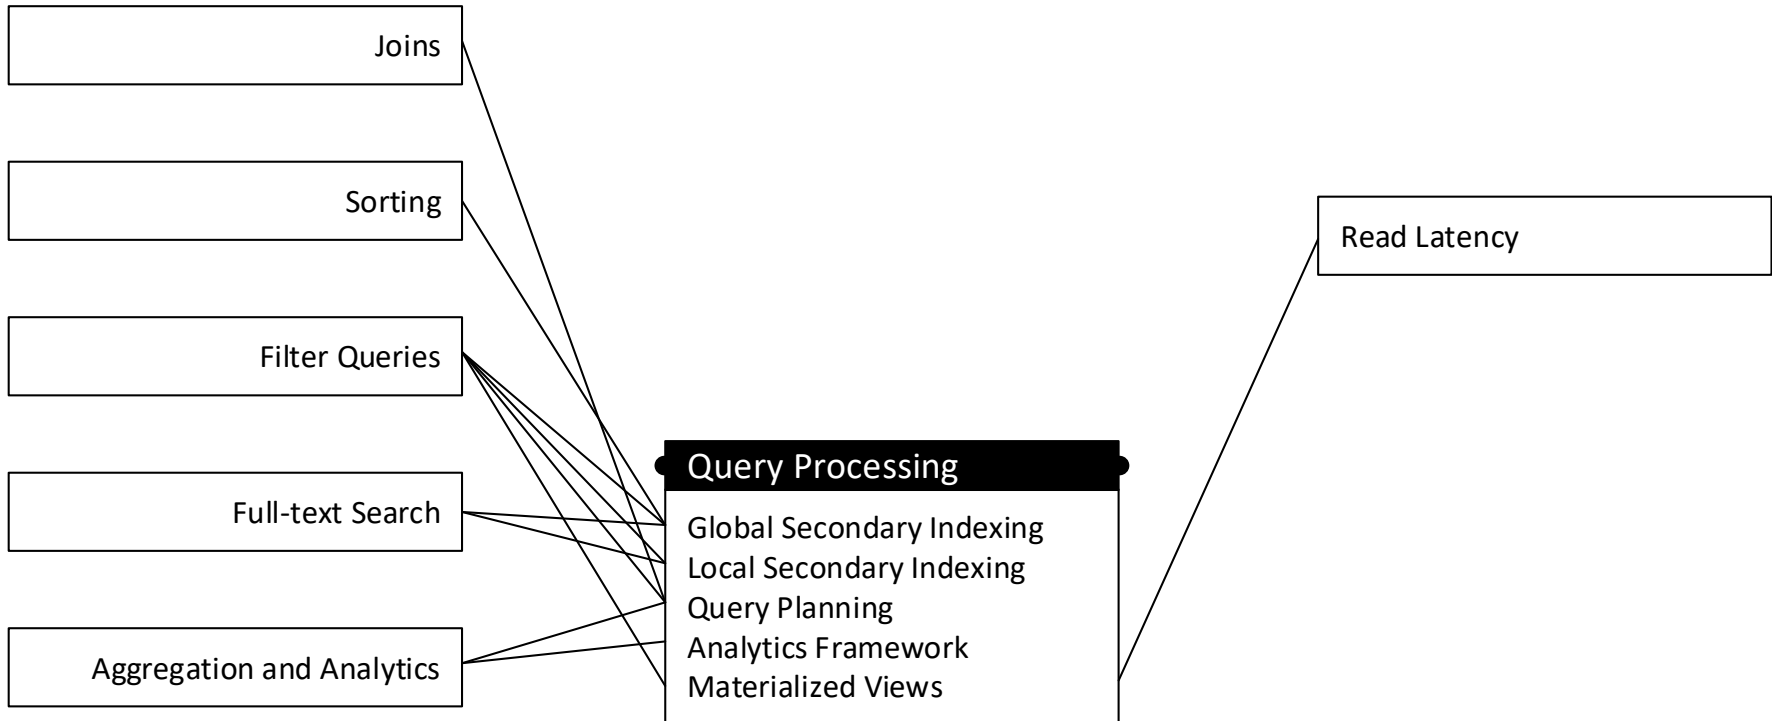 Joins
Sorting
Filter Queries
Full-text Search
Aggregation and Analytics
Query Processing
Global Secondary Indexing
Local Secondary Indexing
Query Planning
Analytics Framework
Materialized Views
Read Latency